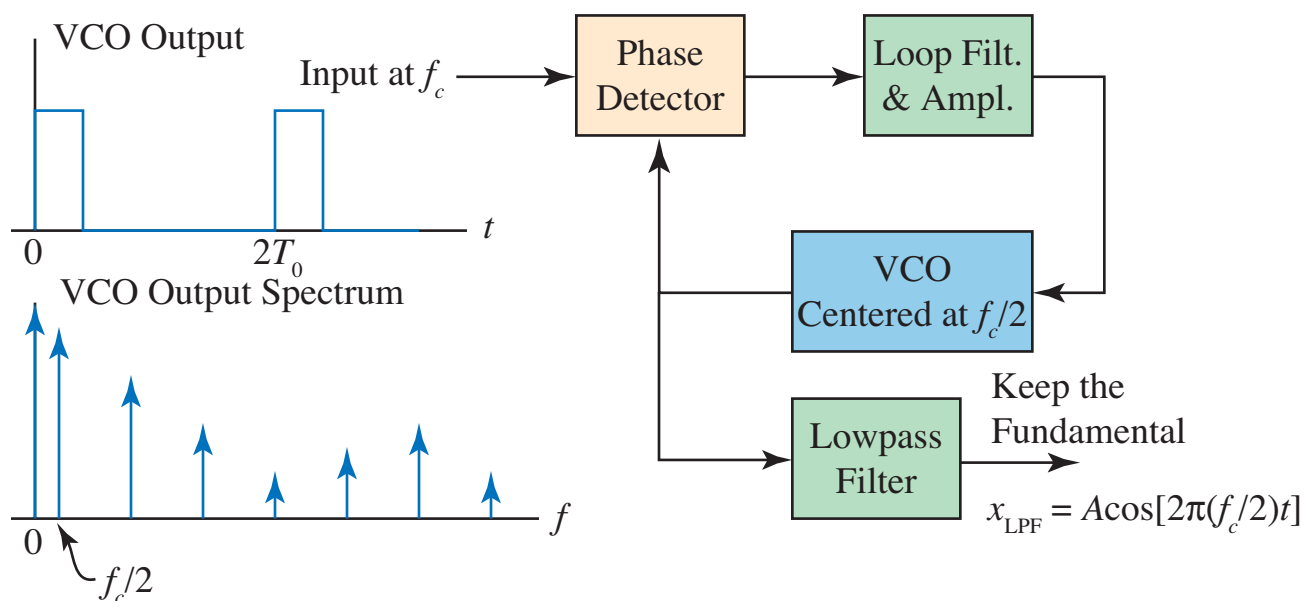 VCO Output
Input at f_c
Phase
Detector
Loop Filt.
& Ampl.
0
2T_0
t
VCO Output Spectrum
VCO
Centered at f_c/2
0
f
f_c/2
Lowpass
Filter
Keep the
Fundamental
x_LPF = Acos[2π(f_c/2)t]